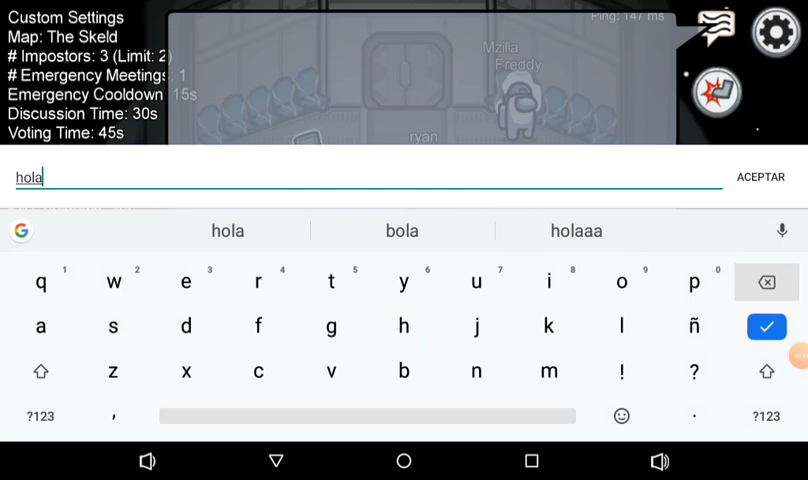 Custom Settings
Ping: 147 ms
Map: The Skeld
# Impostors: 3 (Limit: 2)
# Emergency Meetings: 1
Emergency Cooldown: 15s
Discussion Time: 30s
Voting Time: 45s
Mzilla
Freddy
ryan
hola
ACEPTAR
hola bola holaaa
q 1 w 2 e 3 r 4 t 5 y 6 u 7 i 8 o 9 p 0
a s d f g h j k l ñ
z x c v b n m ! ?
?123 , . ?123